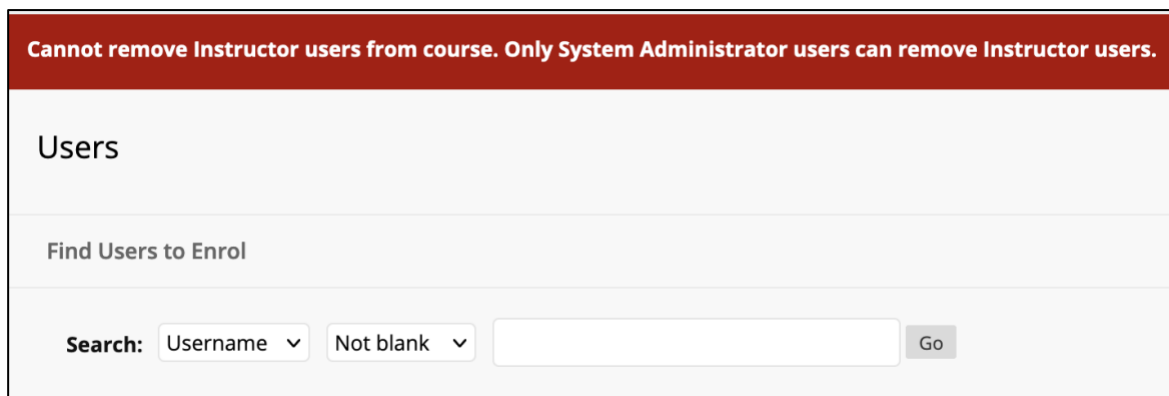 Cannot remove Instructor users from course. Only System Administrator users can remove Instructor users.
Users
Find Users to Enrol
Search: Username Not blank Go